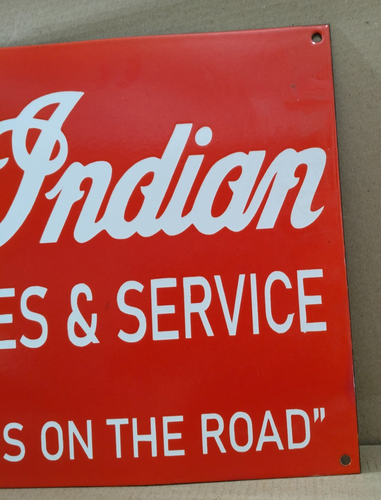 Indian
ES & SERVICE
S ON THE ROAD”